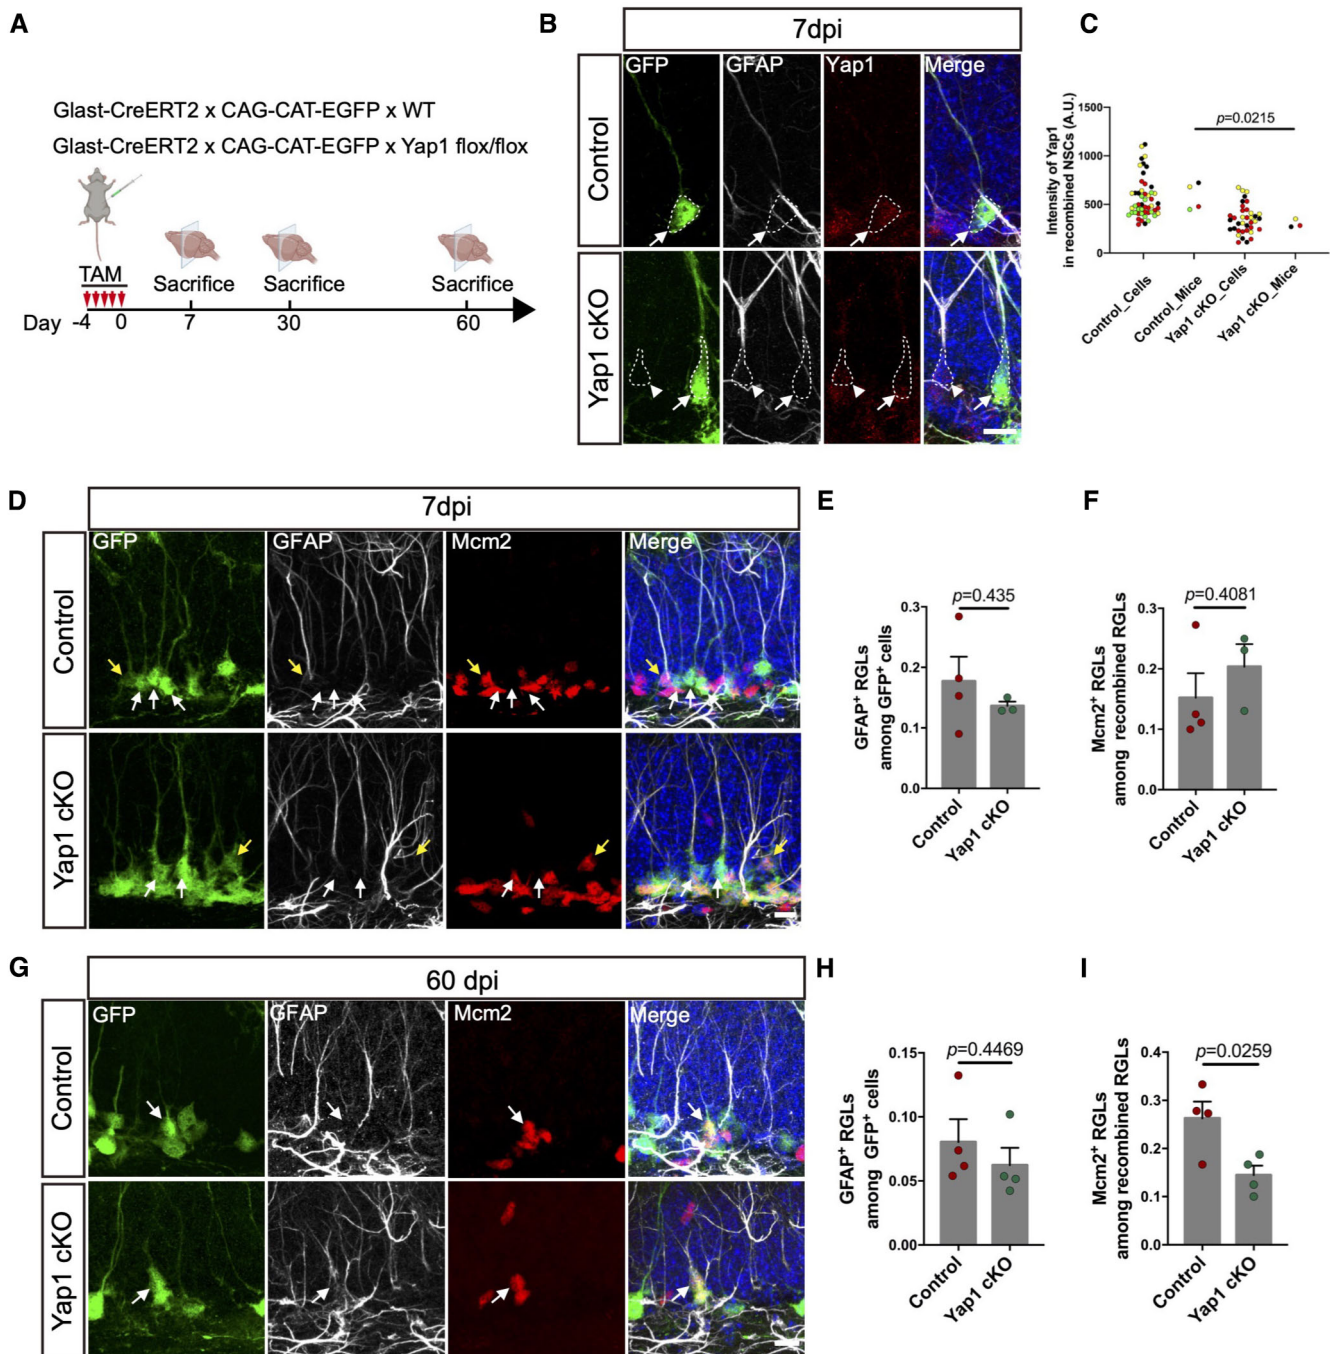 A
Glast-CreERT2 x CAG-CAT-EGFP x WT
Glast-CreERT2 x CAG-CAT-EGFP x Yap1 flox/flox
TAM
Sacrifice
Sacrifice
Sacrifice
Day -4 0 7 30 60
B
7dpi
GFP GFAP Yap1 Merge
Control
Yap1 cKO
C
Intensity of Yap1
in recombined NSCs (A.U.)
1500
1000
500
0
p=0.0215
Control_Cells
Control_Mice
Yap1 cKO_Cells
Yap1 cKO_Mice
D
7dpi
GFP GFAP Mcm2 Merge
Control
Yap1 cKO
E
GFAP+ RGLs
among GFP+ cells
0.3
0.2
0.1
0.0
p=0.435
Control
Yap1 cKO
F
Mcm2+ RGLs
among recombined RGLs
0.3
0.2
0.1
0.0
p=0.4081
Control
Yap1 cKO
G
60 dpi
GFP GFAP Mcm2 Merge
Control
Yap1 cKO
H
GFAP+ RGLs
among GFP+ cells
0.15
0.10
0.05
0.00
p=0.4469
Control
Yap1 cKO
I
Mcm2+ RGLs
among recombined RGLs
0.4
0.3
0.2
0.1
0.0
p=0.0259
Control
Yap1 cKO